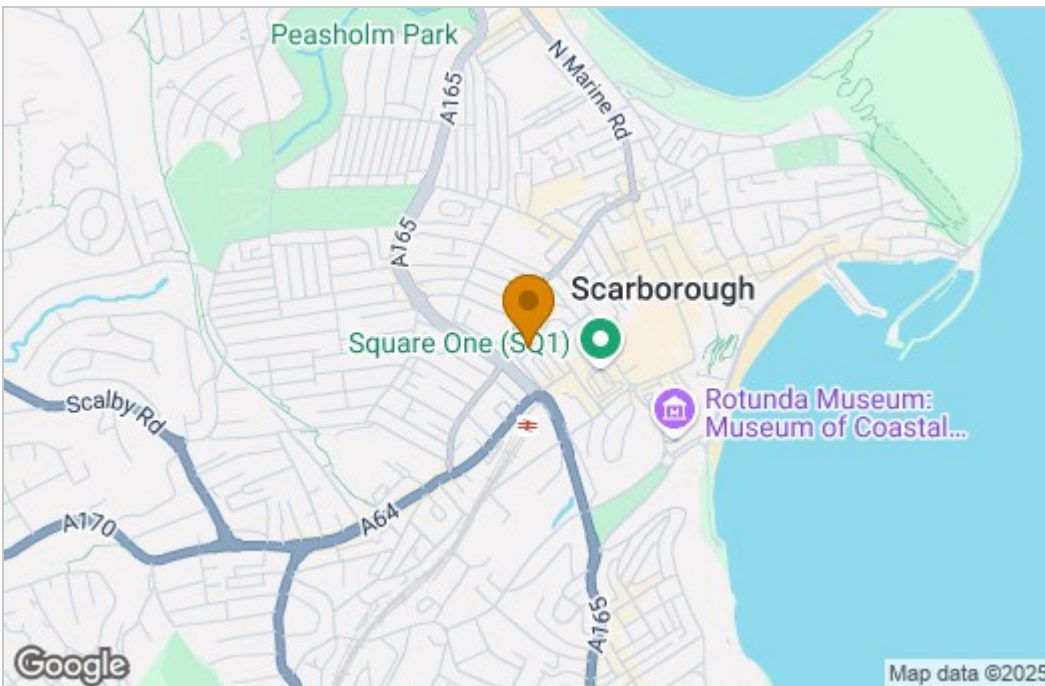 Peasholm Park
A165
N Marine Rd
A165
Scarborough
Square One (SQ1)
Rotunda Museum:
Museum of Coastal...
Scalby Rd
A64
A170
A165
Google
Map data ©2025